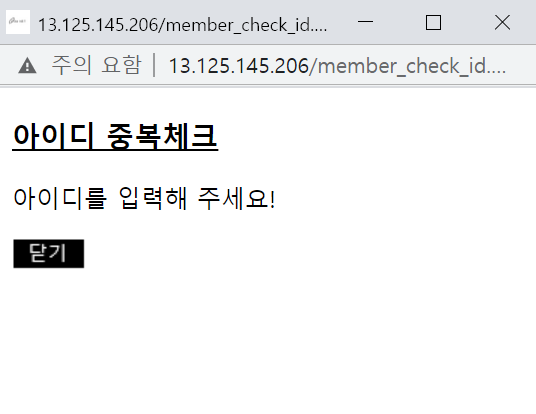 13.125.145.206/member_check_id....
주의 요함 | 13.125.145.206/member_check_id....
아이디 중복체크
아이디를 입력해 주세요!
닫기